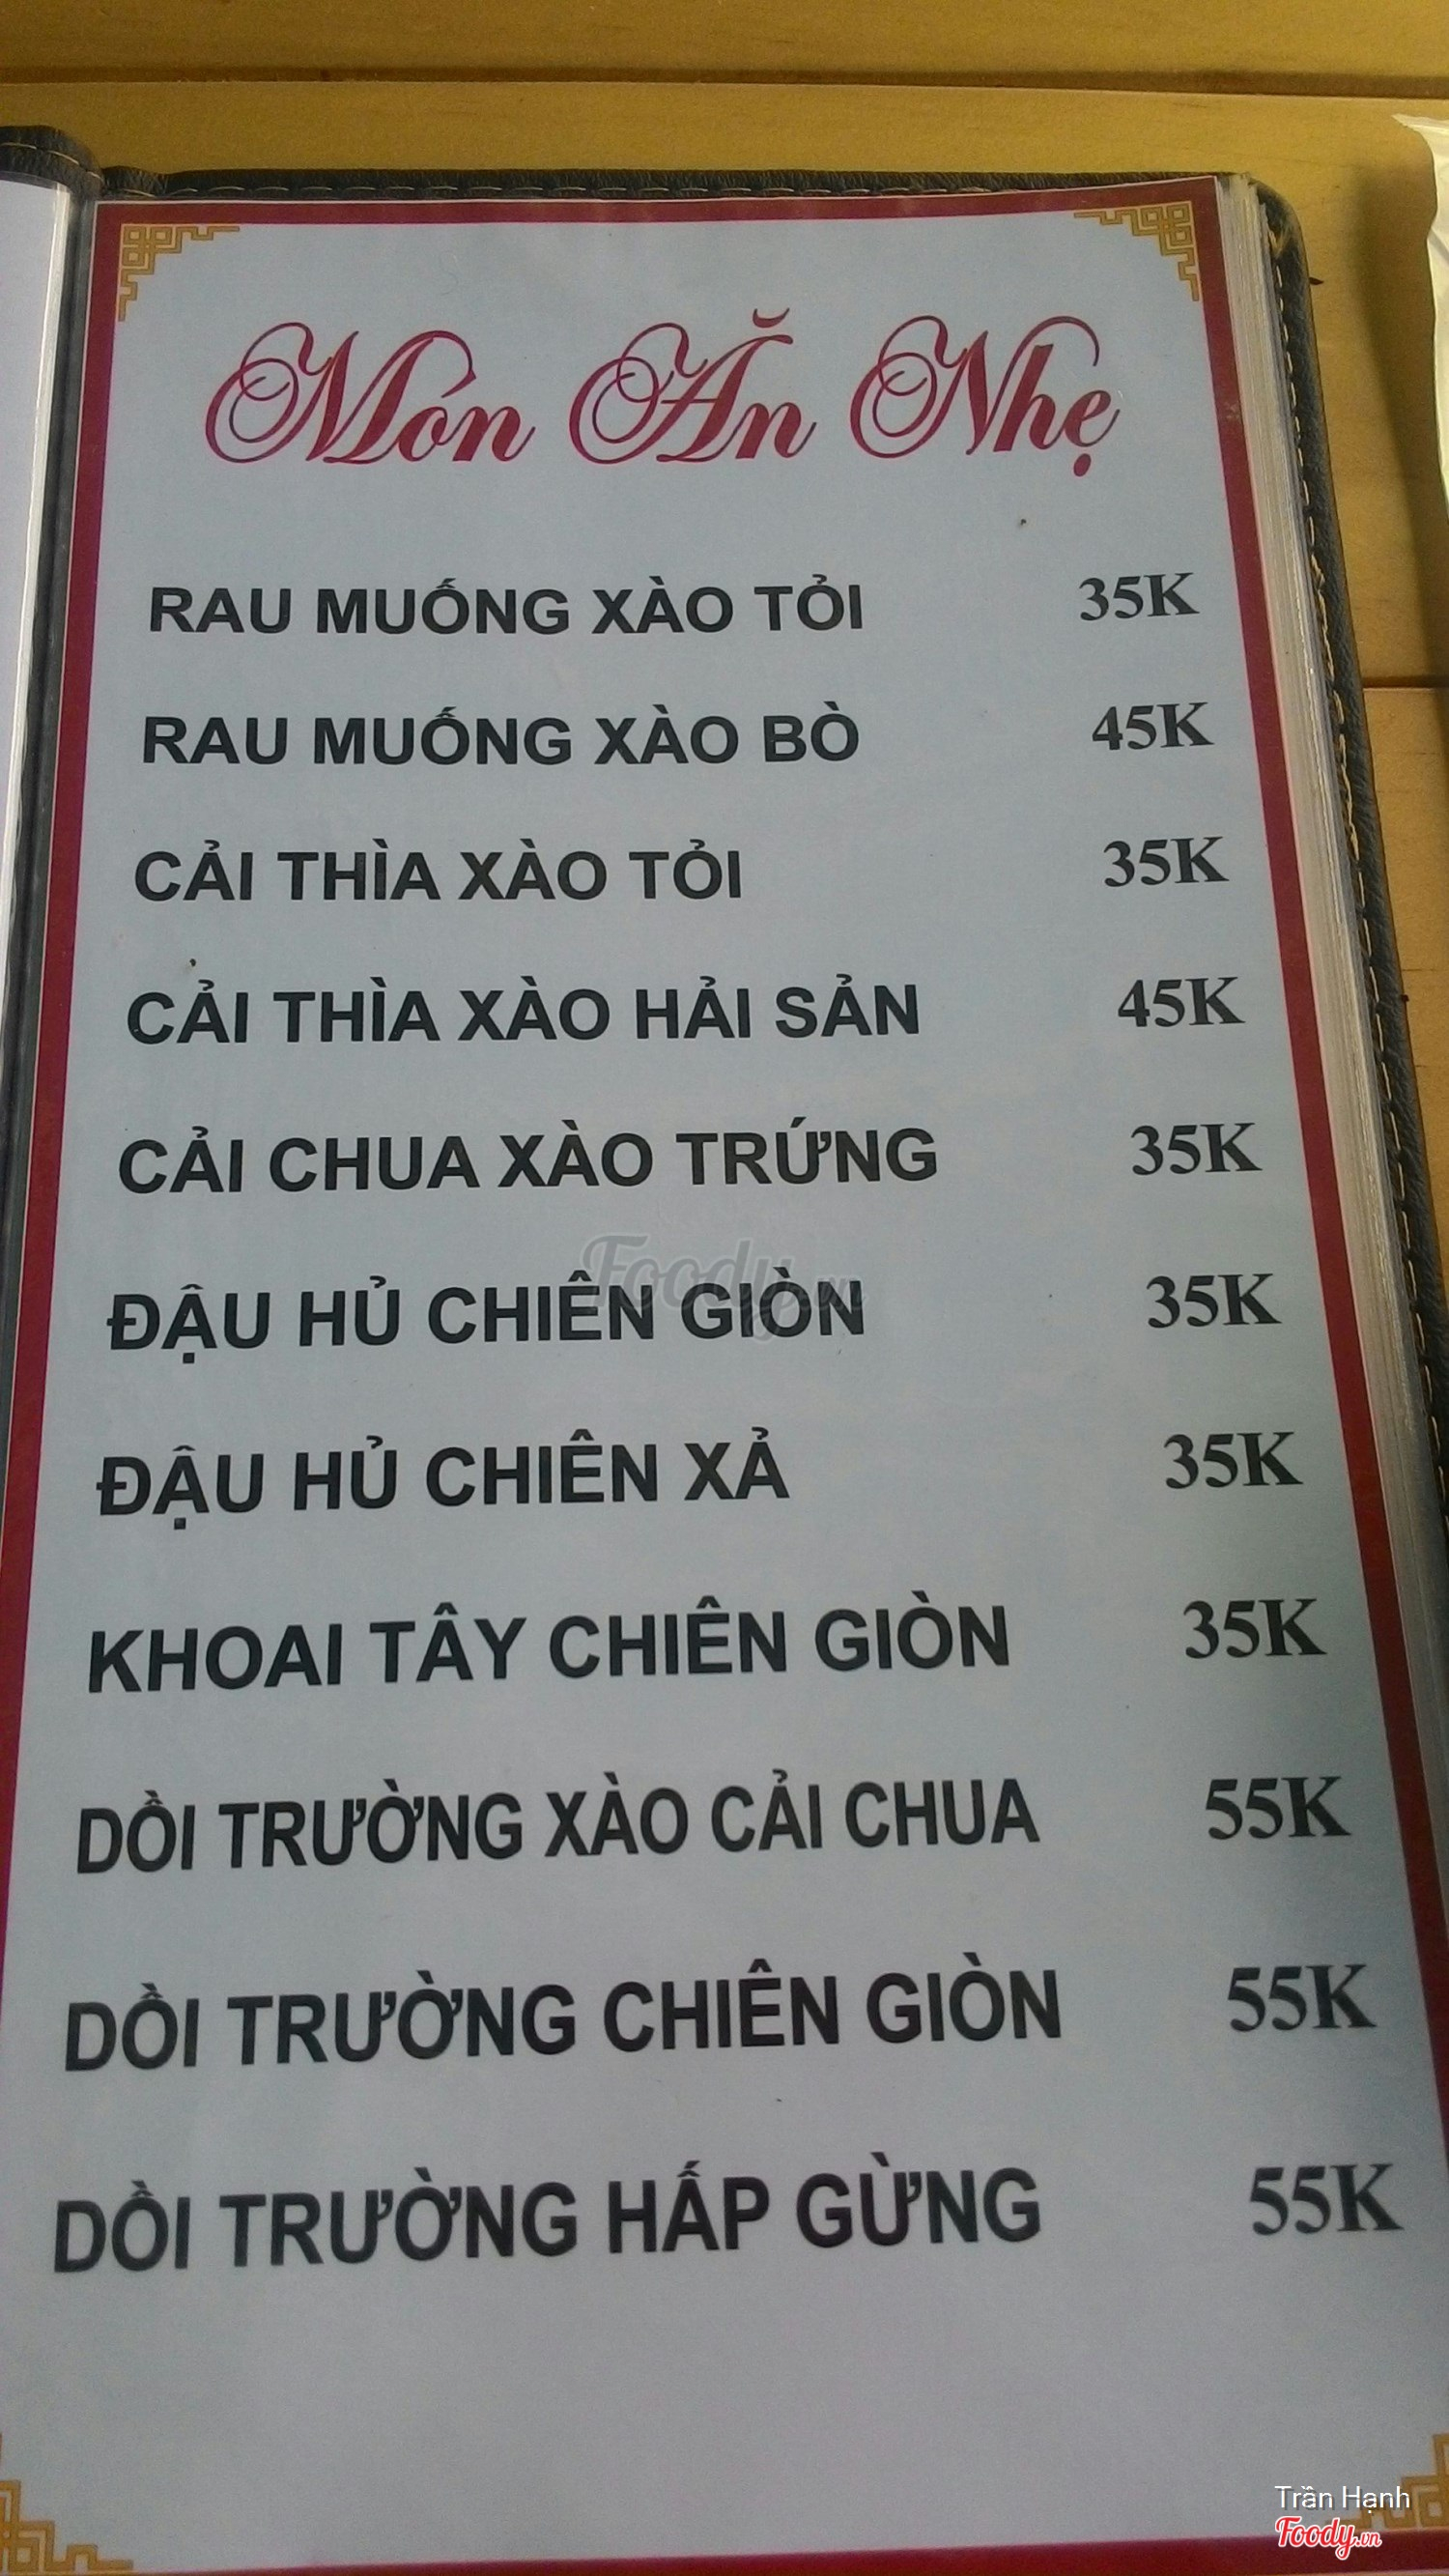 Món Ăn Nhẹ
RAU MUỐNG XÀO TỎI 35K
RAU MUỐNG XÀO BÒ 45K
CẢI THÌA XÀO TỎI 35K
CẢI THÌA XÀO HẢI SẢN 45K
CẢI CHUA XÀO TRỨNG 35K
Foody.vn
ĐẬU HỦ CHIÊN GIÒN 35K
ĐẬU HỦ CHIÊN XẢ 35K
KHOAI TÂY CHIÊN GIÒN 35K
DỒI TRƯỜNG XÀO CẢI CHUA 55K
DỒI TRƯỜNG CHIÊN GIÒN 55K
DỒI TRƯỜNG HẤP GỪNG 55K
Trần Hạnh
Foody.vn